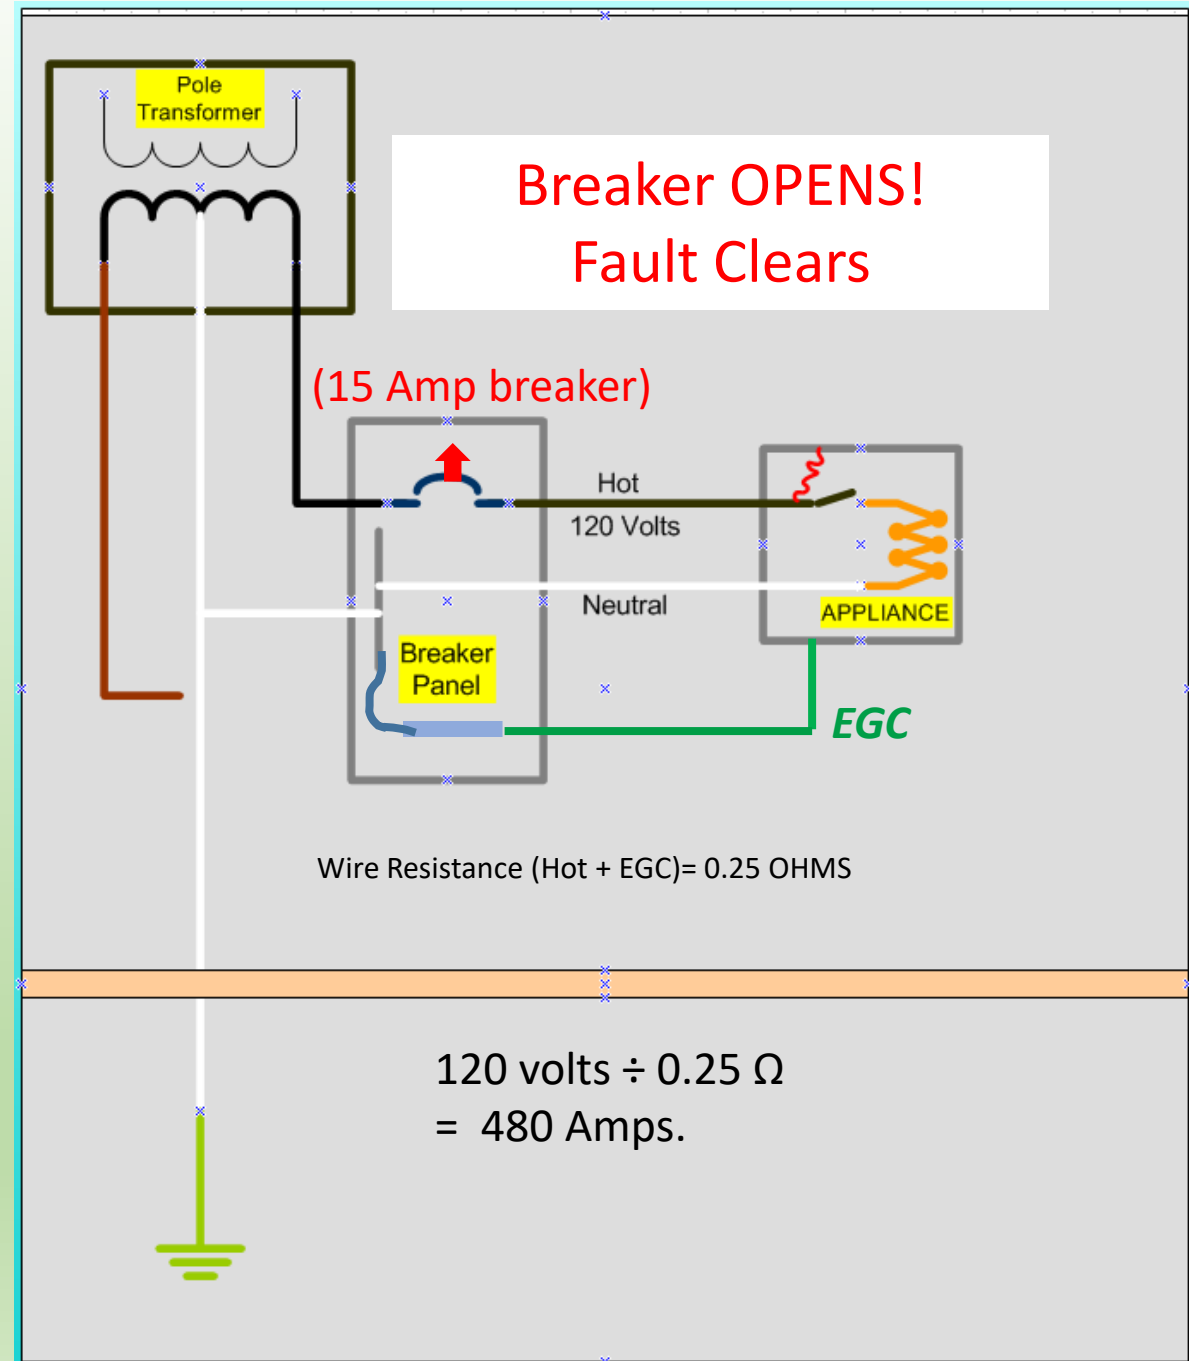 Pole
Transformer
Breaker OPENS!
Fault Clears
(15 Amp breaker)
Hot
120 Volts
Neutral
APPLIANCE
Breaker
Panel
EGC
Wire Resistance (Hot + EGC)= 0.25 OHMS
120 volts ÷ 0.25 Ω
= 480 Amps.